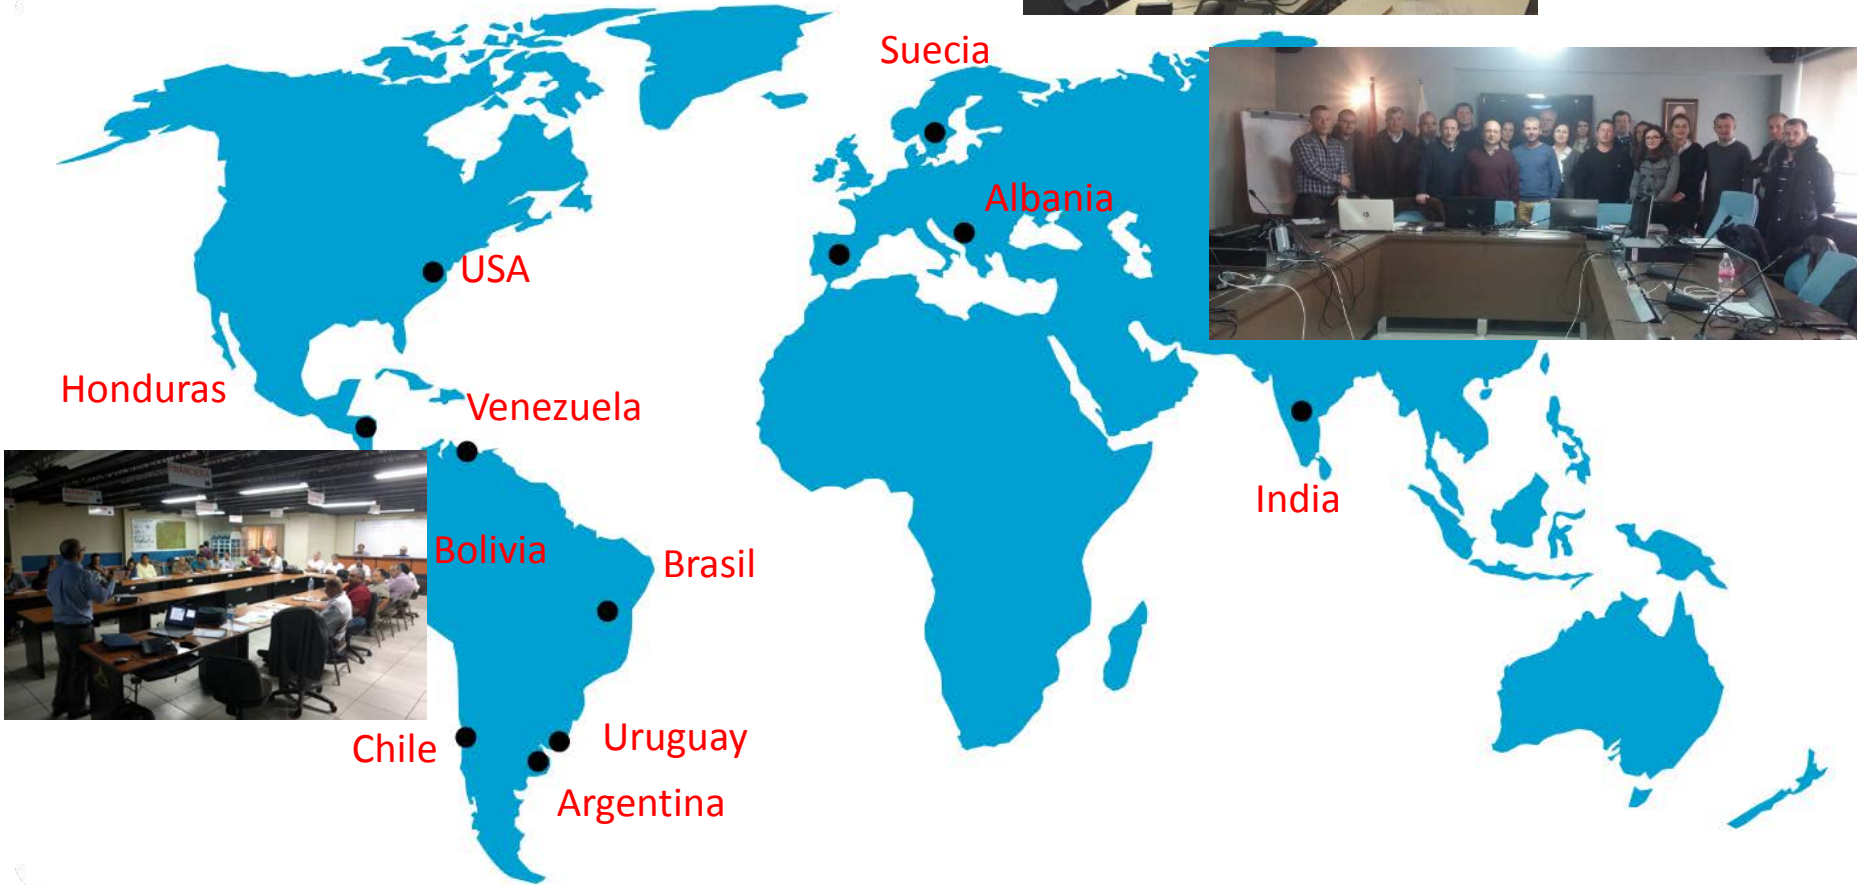 Suecia
Albania
USA
Honduras
Venezuela
India
Bolivia
Brasil
Chile
Uruguay
Argentina